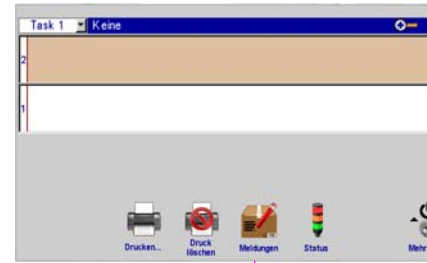 Task 1 Keine
2
1
Drucken...
Druck
löschen
Meldungen
Status
Mehr